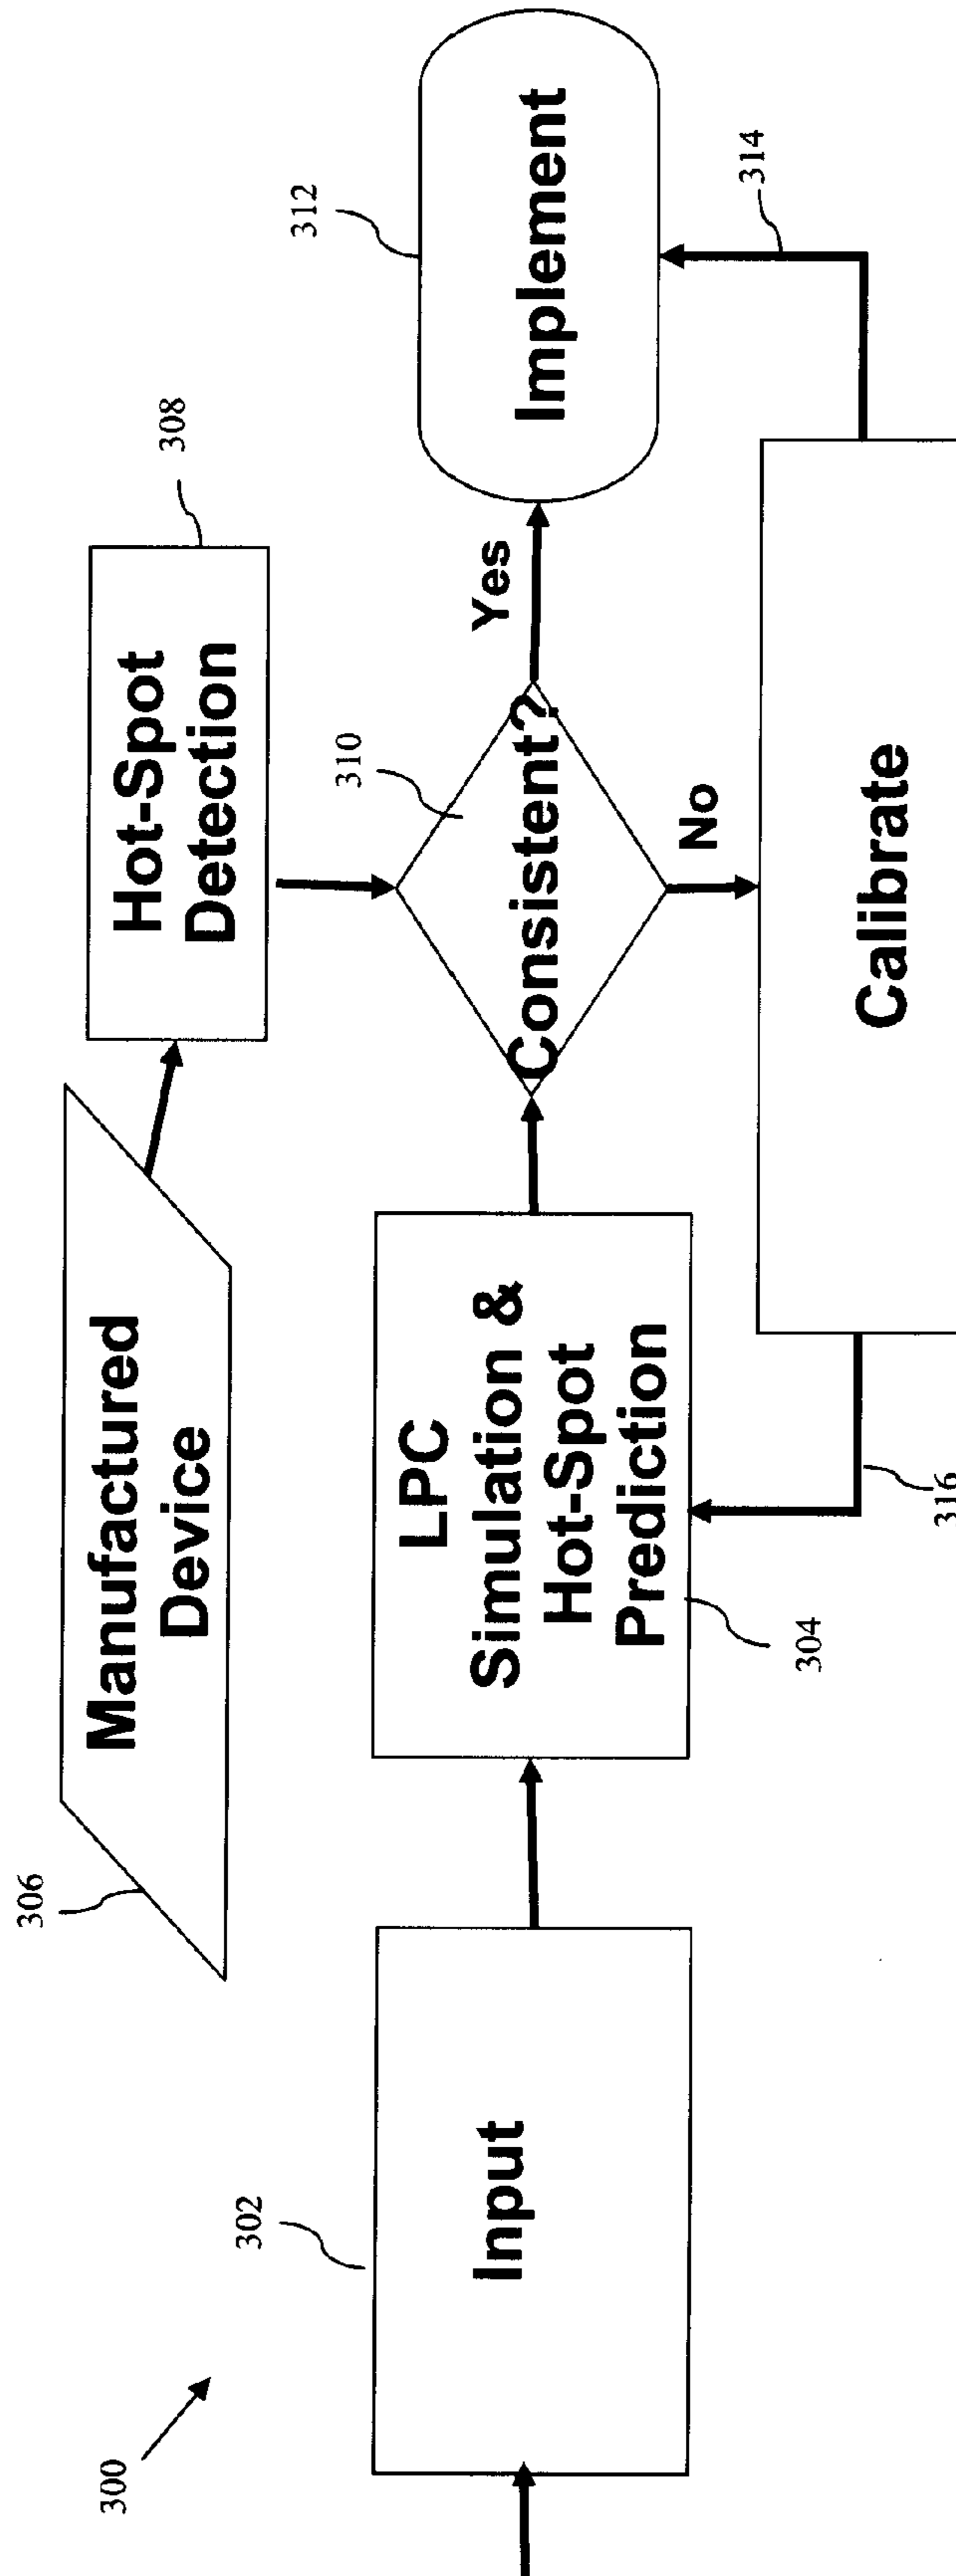 300
306
Manufactured
Device
308
Hot-Spot
Detection
302
Input
LPC
Simulation &
Hot-Spot
Prediction
304
310
Consistent?
Yes
No
312
Implement
314
Calibrate
316